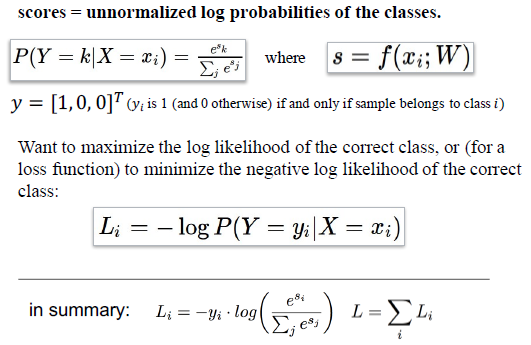 scores = unnormalized log probabilities of the classes.
P(Y = k|X = x_i) = \frac{e^{s_k}}{\sum_j e^{s_j}} where s = f(x_i; W)
y = [1,0,0]^T (y_i is 1 (and 0 otherwise) if and only if sample belongs to class i)
Want to maximize the log likelihood of the correct class, or (for a
loss function) to minimize the negative log likelihood of the correct
class:
L_i = − log P(Y = y_i|X = x_i)
in summary: L_i = −y_i · log(\frac{e^{s_i}}{\sum_j e^{s_j}}) L = \sum_i L_i